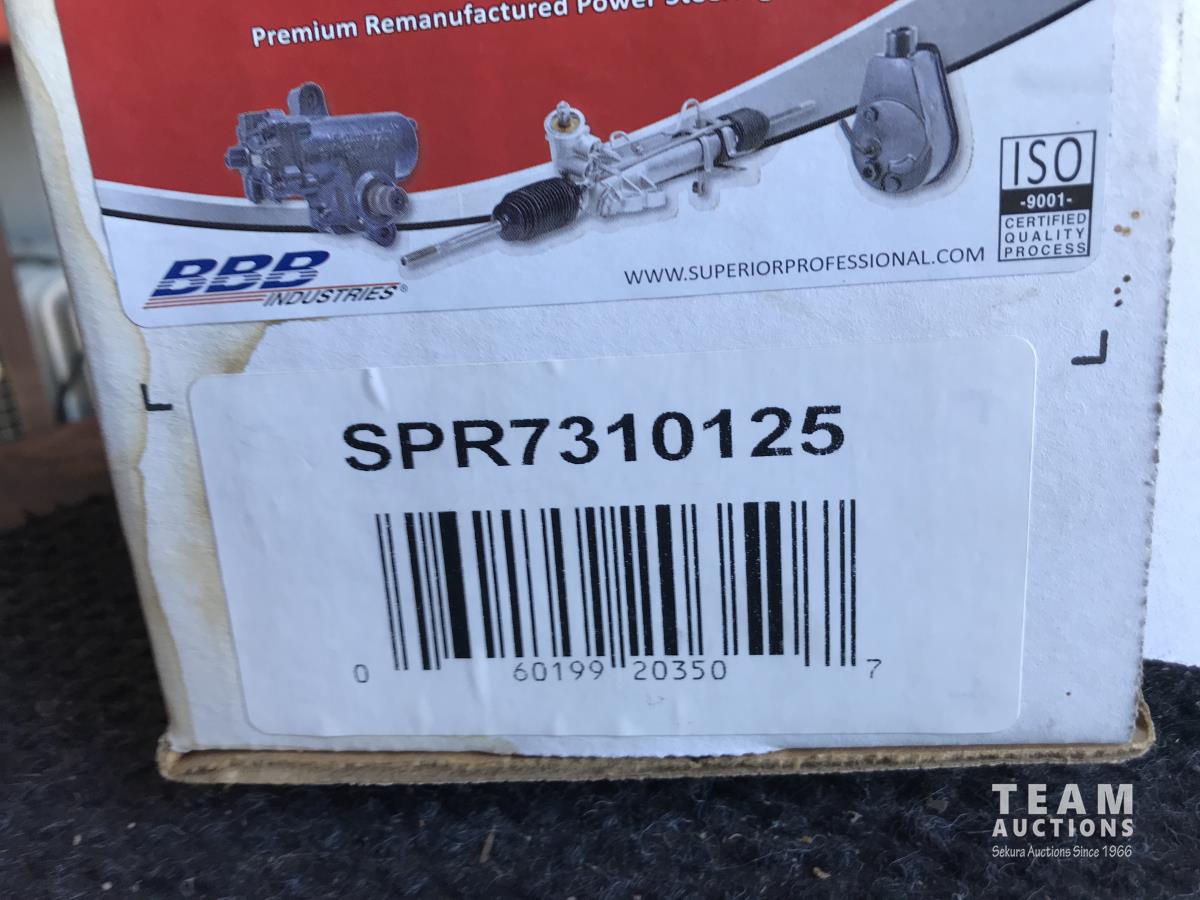 Premium Remanufactured Power
BBB
INDUSTRIES®
WWW.SUPERIORPROFESSIONAL.COM
ISO
-9001-
CERTIFIED
QUALITY
PROCESS
SPR7310125
0 60199 20350 7
TEAM
AUCTIONS
Sekura Auctions Since 1966